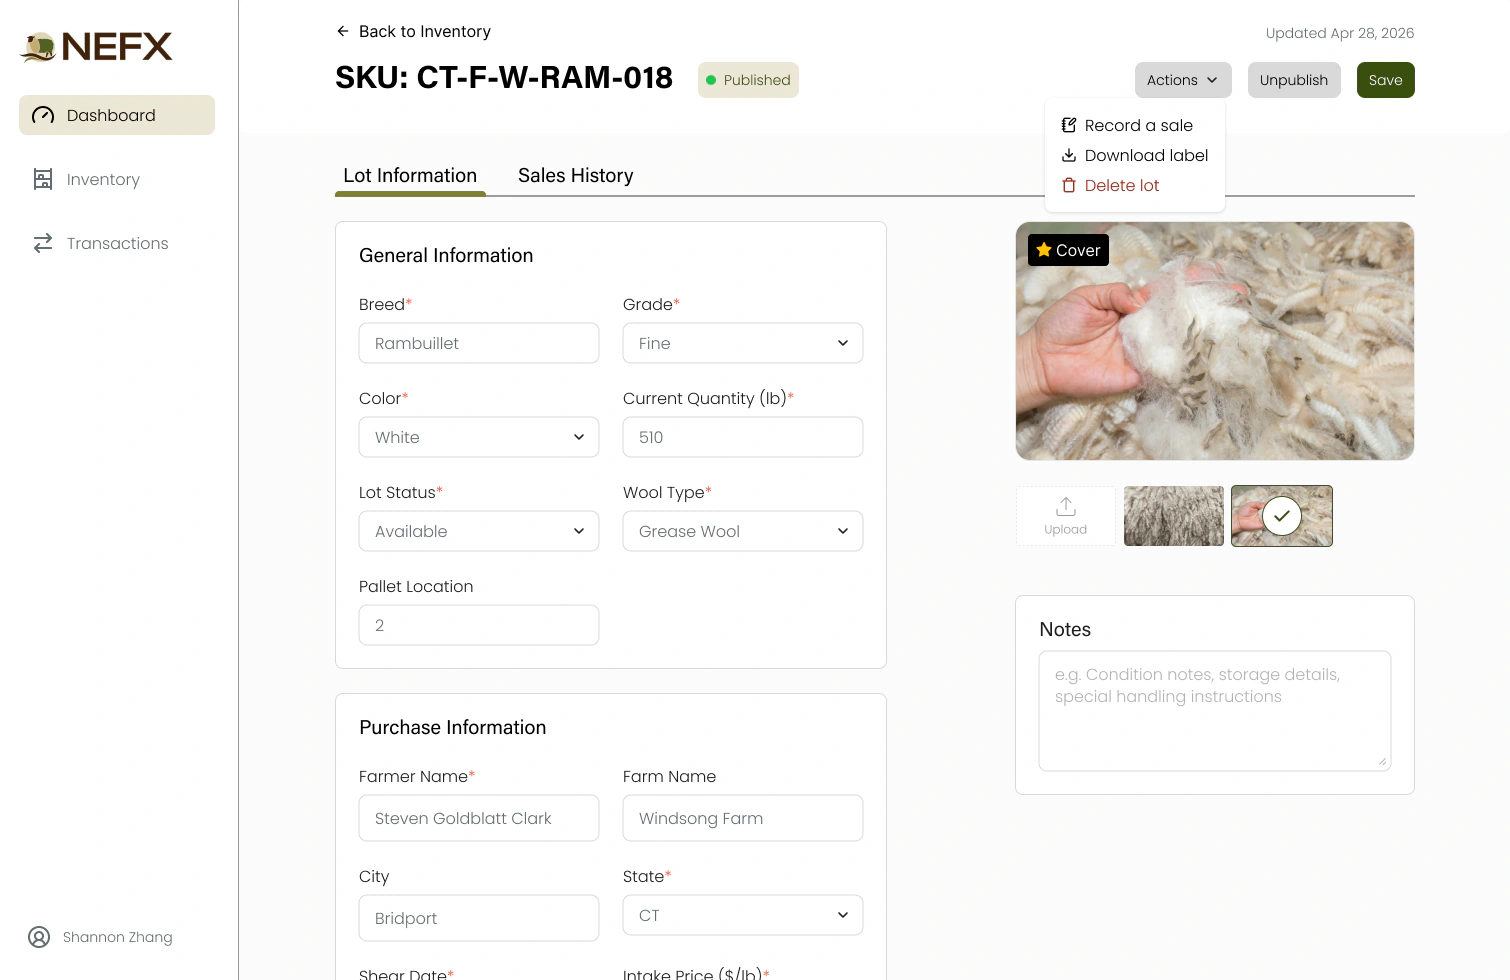 NEFX
Dashboard
Inventory
Transactions
Shannon Zhang
Back to Inventory
Updated Apr 28, 2026
SKU: CT-F-W-RAM-018
Published
Actions
Unpublish
Save
Record a sale
Download label
Delete lot
Lot Information
Sales History
General Information
Breed*
Grade*
Rambuillet
Fine
Color*
Current Quantity (lb)*
White
510
Lot Status*
Wool Type*
Available
Grease Wool
Pallet Location
2
Purchase Information
Farmer Name*
Farm Name
Steven Goldblatt Clark
Windsong Farm
City
State*
Bridport
CT
Shear Date*
Intake Price ($/lb)*
Cover
Upload
Notes
e.g. Condition notes, storage details,
special handling instructions